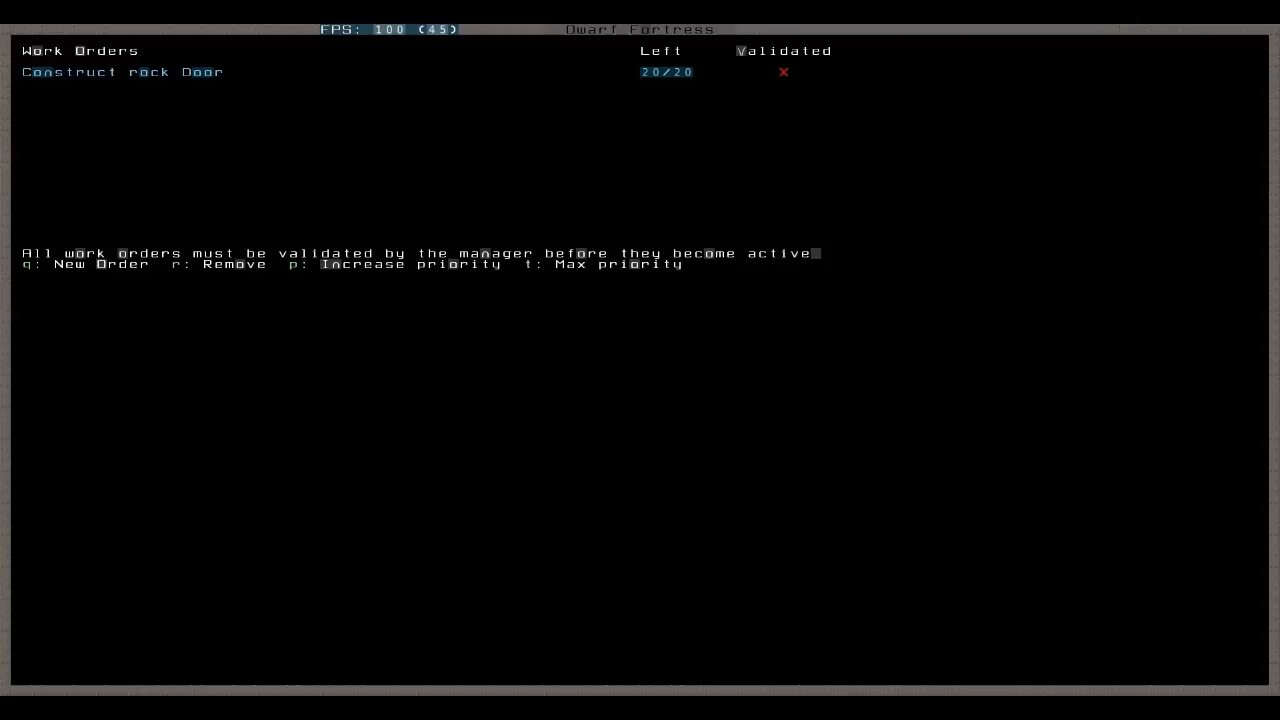 FPS: 100 (45) Dwarf Fortress
Work Orders Left Validated
Construct rock Door 20/20 X
All work orders must be validated by the manager before they become active
q: New Order r: Remove p: Increase priority t: Max priority